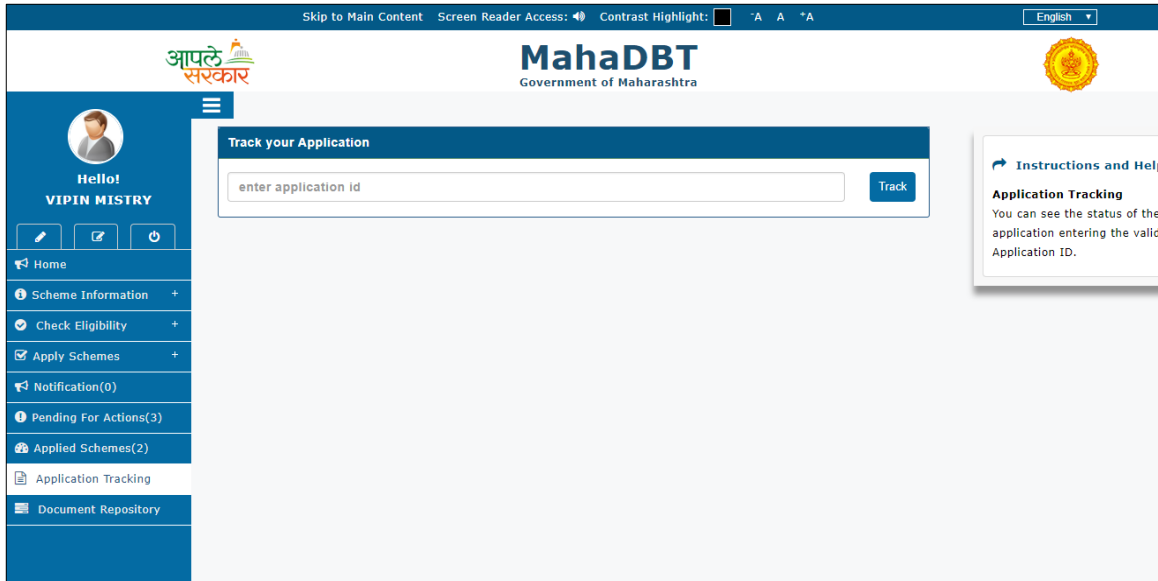 Skip to Main Content Screen Reader Access: Contrast Highlight: -A A +A English
आपले
सरकार
MahaDBT
Government of Maharashtra
Hello!
VIPIN MISTRY
Home
Scheme Information +
Check Eligibility +
Apply Schemes +
Notification(0)
Pending For Actions(3)
Applied Schemes(2)
Application Tracking
Document Repository
Track your Application
enter application id
Track
Instructions and Hel
Application Tracking
You can see the status of the
application entering the valid
Application ID.